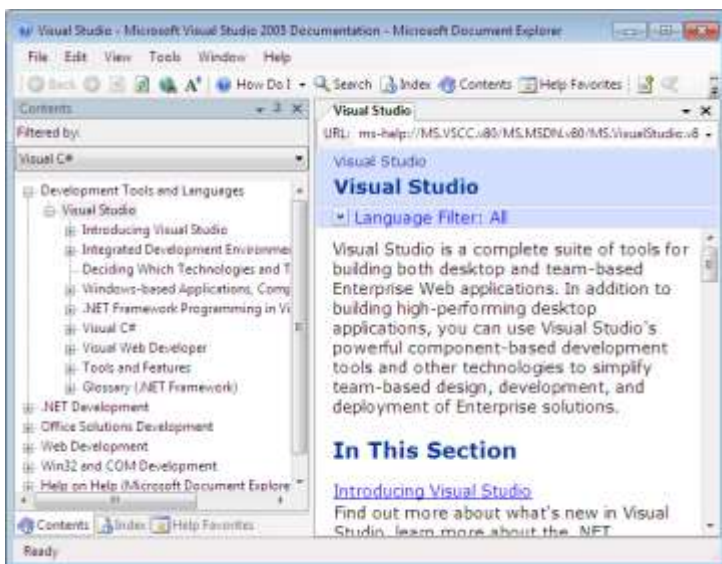 Visual Studio - Microsoft Visual Studio 2005 Documentation - Microsoft Document Explorer
File Edit View Tools Window Help
Back How Do I Search Index Contents Help Favorites
Contents
Filtered by:
Visual C#
Development Tools and Languages
Visual Studio
Introducing Visual Studio
Integrated Development Environmen
Deciding Which Technologies and T
Windows-based Applications, Comp
.NET Framework Programming in Vi
Visual C#
Visual Web Developer
Tools and Features
Glossary (.NET Framework)
.NET Development
Office Solutions Development
Web Development
Win32 and COM Development
Help on Help (Microsoft Document Explore
Contents Index Help Favorites
Visual Studio
URL: ms-help://MS.VSCC.v80/MS.MSDN.v80/MS.VisualStudio.v8
Visual Studio
Visual Studio
Language Filter: All
Visual Studio is a complete suite of tools for
building both desktop and team-based
Enterprise Web applications. In addition to
building high-performing desktop
applications, you can use Visual Studio's
powerful component-based development
tools and other technologies to simplify
team-based design, development, and
deployment of Enterprise solutions.
In This Section
Introducing Visual Studio
Find out more about what's new in Visual
Studio, learn more about the .NET
Ready